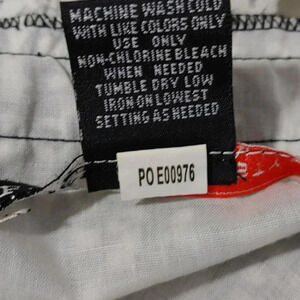 MACHINE WASH COLD
WITH LIKE COLORS ONLY
USE ONLY
NON-CHLORINE BLEACH
WHEN NEEDED
TUMBLE DRY LOW
IRON ON LOWEST
SETTING AS NEEDED
PO E00976